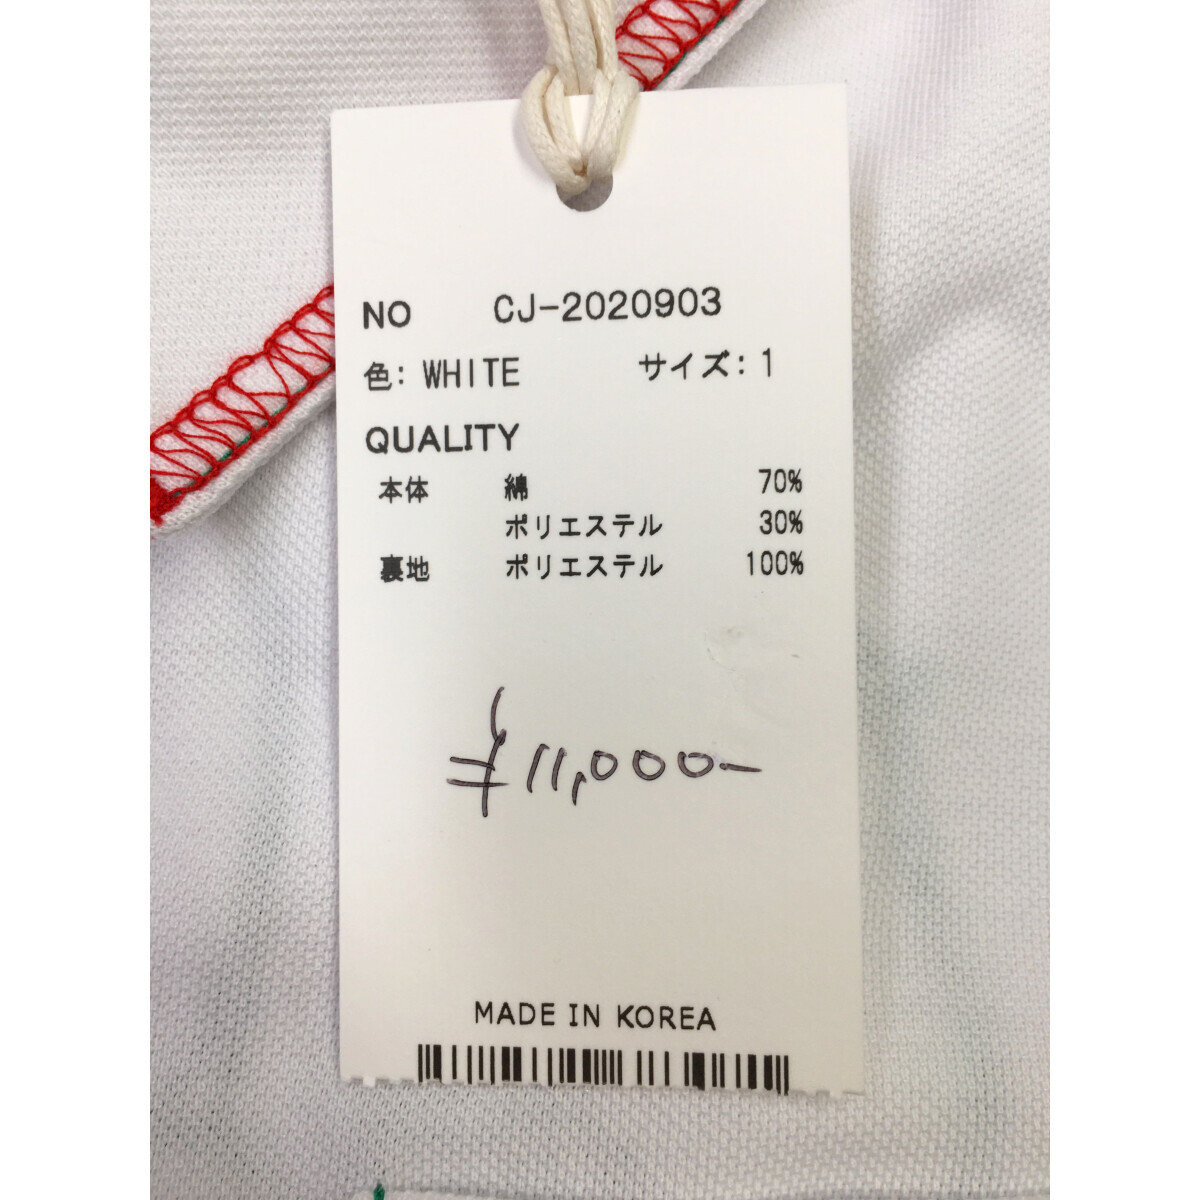 NO CJ-2020903
色: WHITE サイズ: 1
QUALITY
本体 綿 70%
ポリエステル 30%
裏地 ポリエステル 100%
¥11,000-
MADE IN KOREA